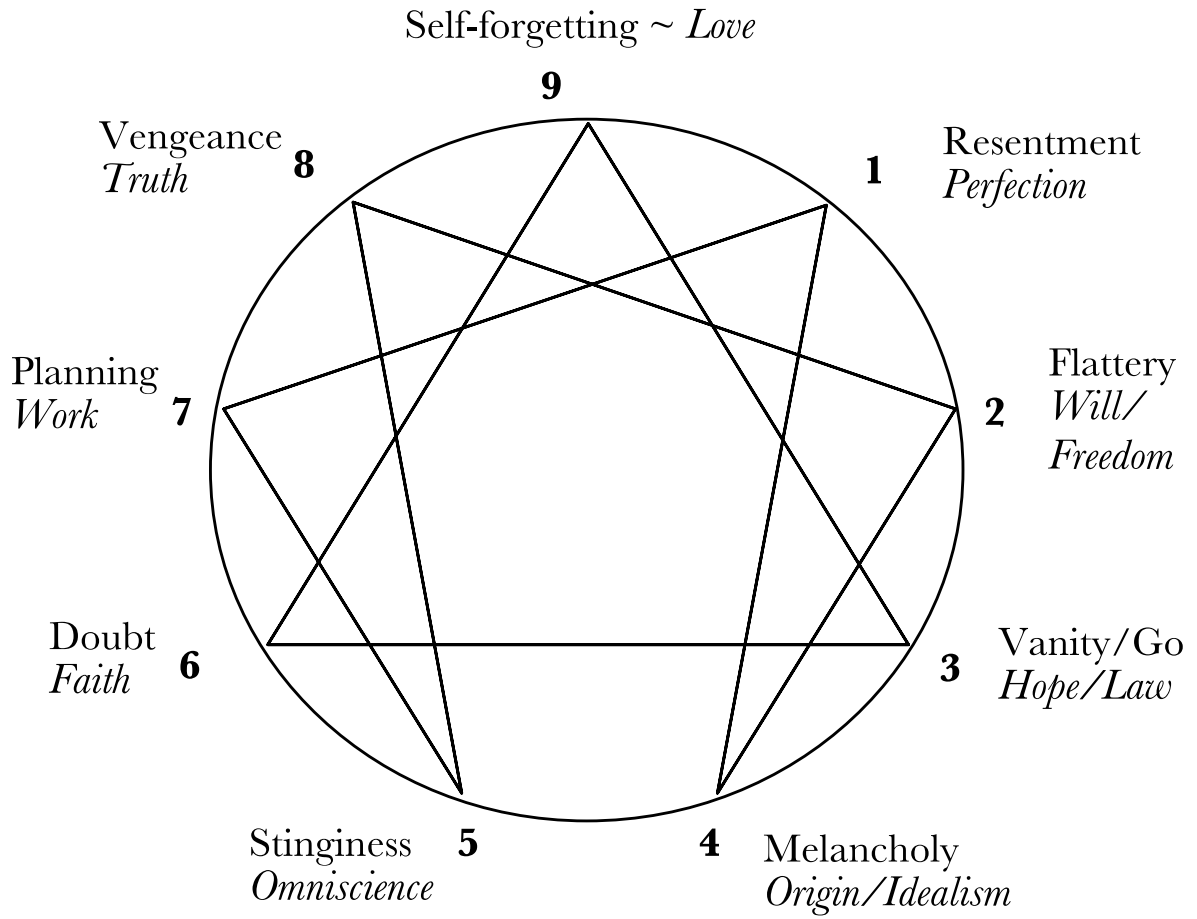 Self-forgetting ~ Love
9
Vengeance
Truth
8
1
Resentment
Perfection
Planning
Work
7
2
Flattery
Will/
Freedom
Doubt
Faith
6
3
Vanity/Go
Hope/Law
Stinginess
Omniscience
5
4
Melancholy
Origin/Idealism